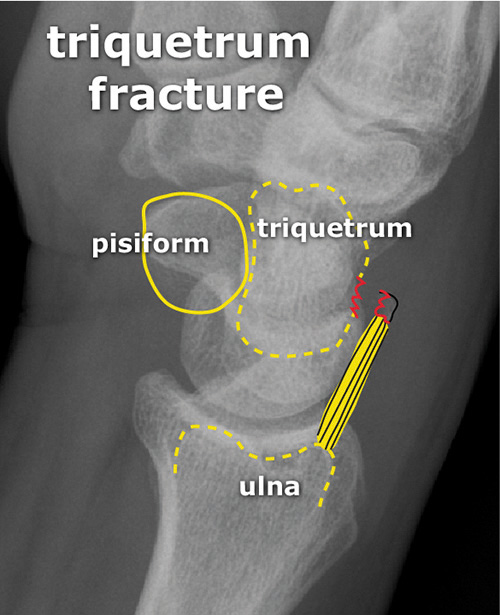 triquetrum
fracture
triquetrum
pisiform
ulna